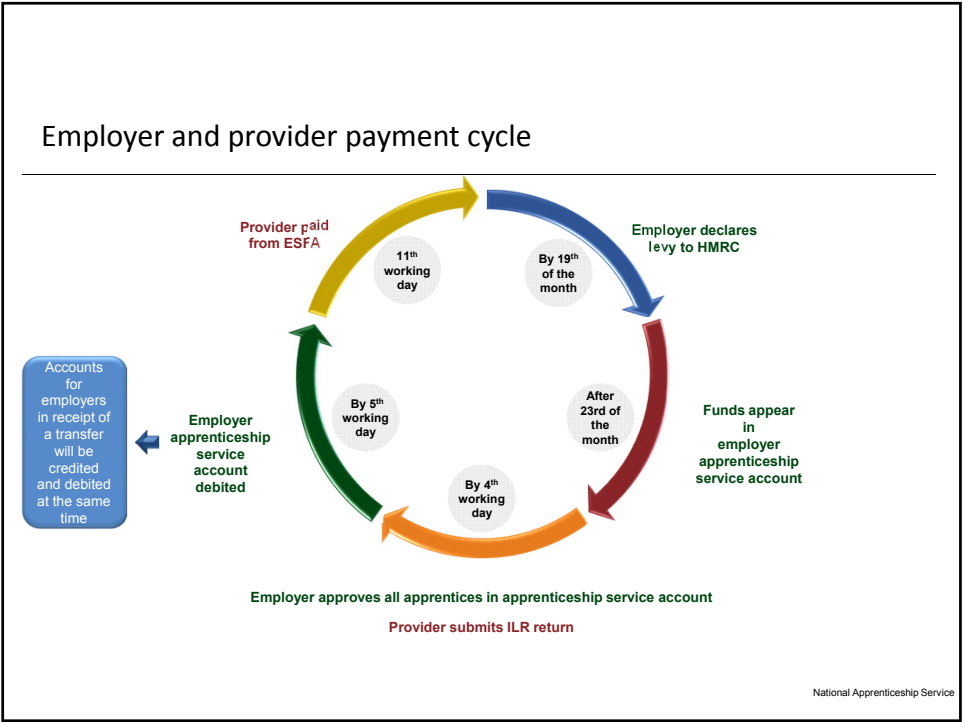 Employer and provider payment cycle
Provider paid
from ESFA
11th
working
day
By 19th
of the
month
Employer declares
levy to HMRC
Accounts
for
employers
in receipt of
a transfer
will be
credited
and debited
at the same
time
Employer
apprenticeship
service
account
debited
By 5th
working
day
After
23rd of
the
month
Funds appear
in
employer
apprenticeship
service account
By 4th
working
day
Employer approves all apprentices in apprenticeship service account
Provider submits ILR return
National Apprenticeship Service